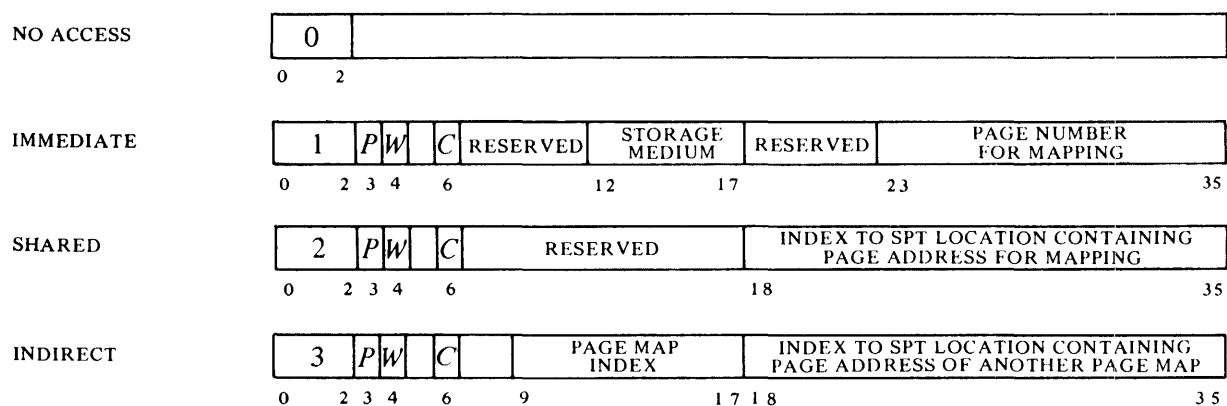 NO ACCESS 0
0 2
IMMEDIATE 1 P W C RESERVED STORAGE MEDIUM RESERVED PAGE NUMBER FOR MAPPING
0 2 3 4 6 12 17 23 35
SHARED 2 P W C RESERVED INDEX TO SPT LOCATION CONTAINING PAGE ADDRESS FOR MAPPING
0 2 3 4 6 18 35
INDIRECT 3 P W C PAGE MAP INDEX INDEX TO SPT LOCATION CONTAINING PAGE ADDRESS OF ANOTHER PAGE MAP
0 2 3 4 6 9 17 18 35